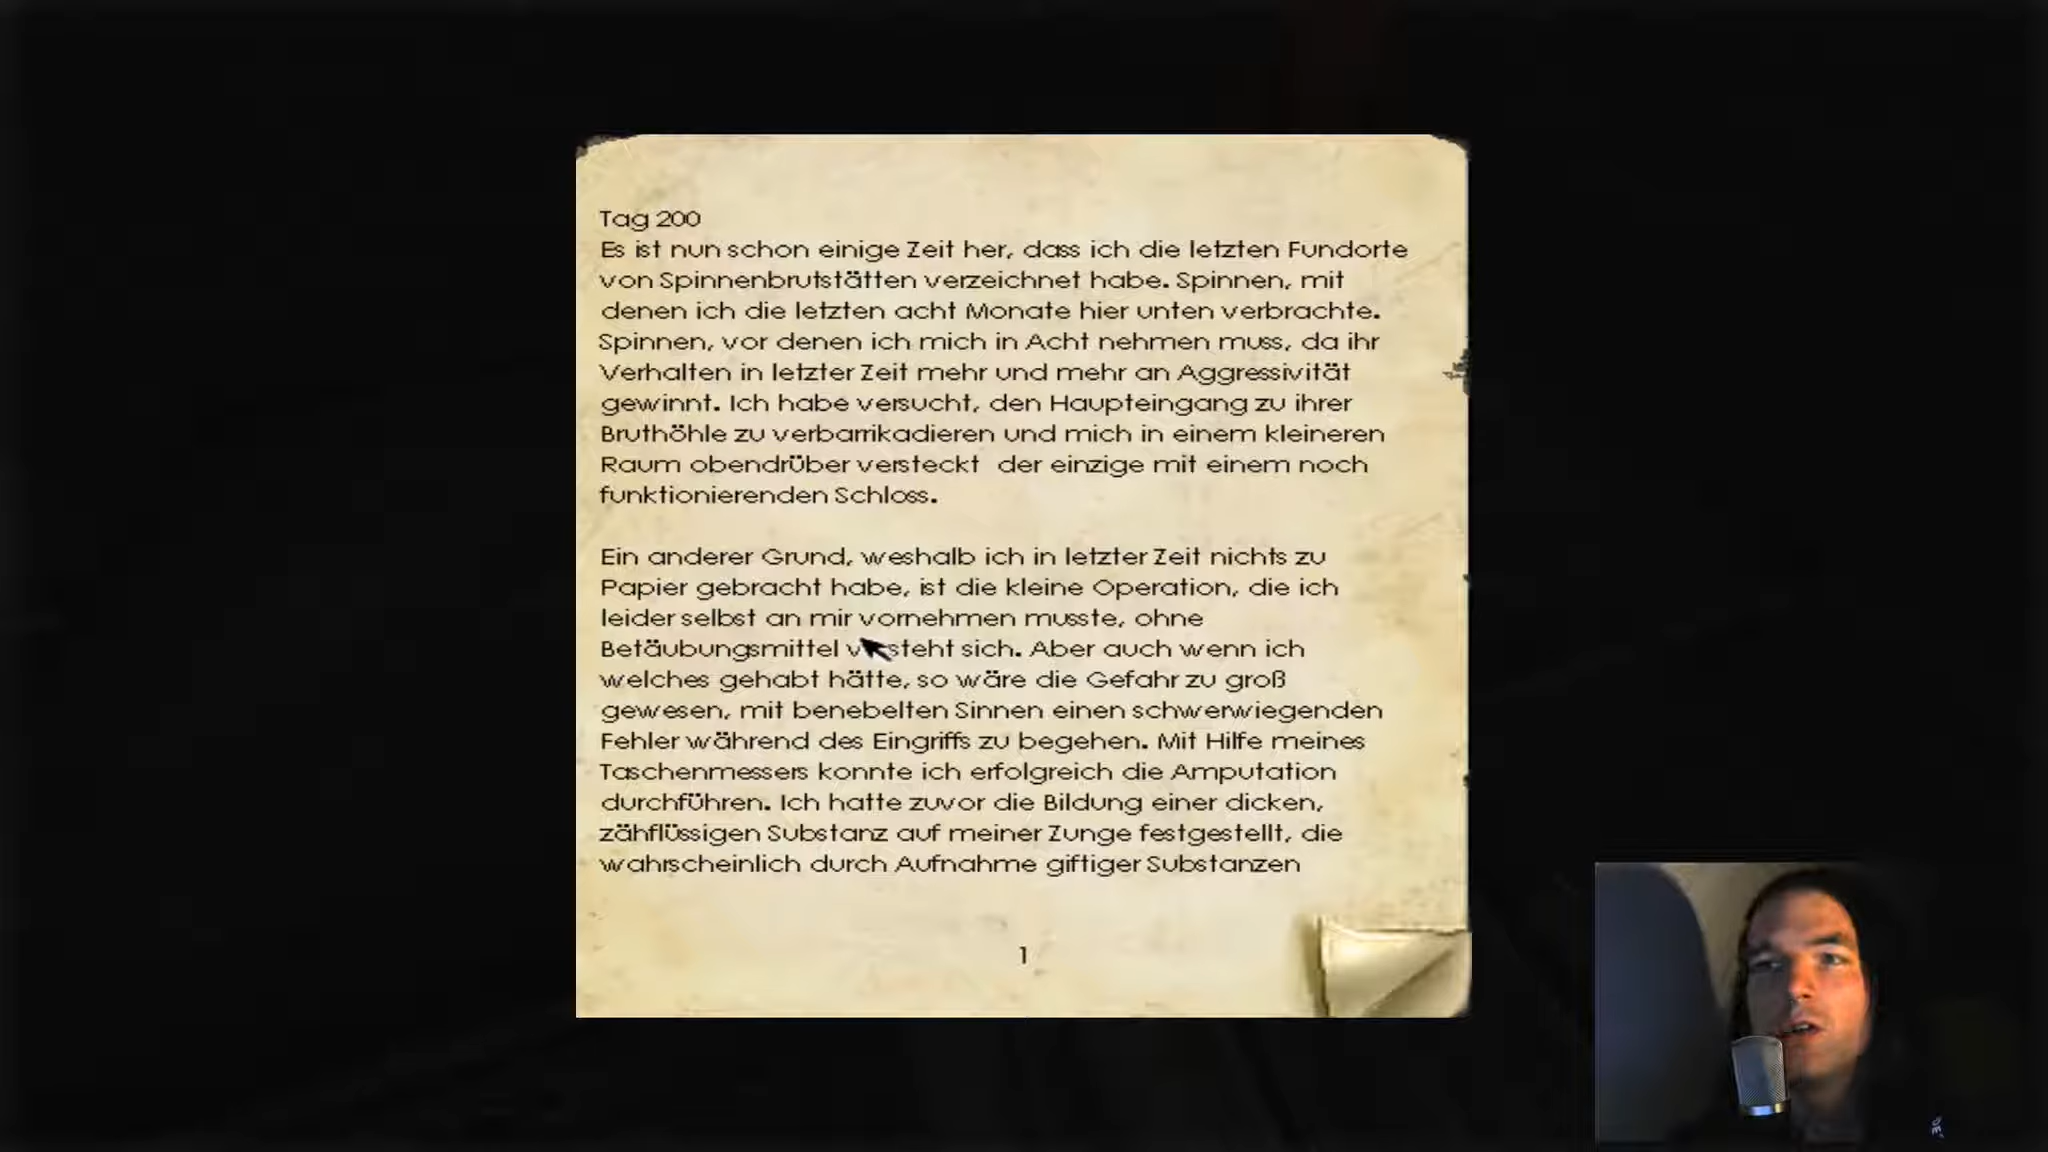 Tag 200
Es ist nun schon einige Zeit her, dass ich die letzten Fundorte
von Spinnenbrutstätten verzeichnet habe. Spinnen, mit
denen ich die letzten acht Monate hier unten verbrachte.
Spinnen, vor denen ich mich in Acht nehmen muss, da ihr
Verhalten in letzter Zeit mehr und mehr an Aggressivität
gewinnt. Ich habe versucht, den Haupteingang zu ihrer
Bruthöhle zu verbarrikadieren und mich in einem kleineren
Raum obendrüber versteckt  der einzige mit einem noch
funktionierenden Schloss.

Ein anderer Grund, weshalb ich in letzter Zeit nichts zu
Papier gebracht habe, ist die kleine Operation, die ich
leider selbst an mir vornehmen musste, ohne
Betäubungsmittel steht sich. Aber auch wenn ich
welches gehabt hätte, so wäre die Gefahr zu groß
gewesen, mit benebelten Sinnen einen schwerwiegenden
Fehler während des Eingriffs zu begehen. Mit Hilfe meines
Taschenmessers konnte ich erfolgreich die Amputation
durchführen. Ich hatte zuvor die Bildung einer dicken,
zähflüssigen Substanz auf meiner Zunge festgestellt, die
wahrscheinlich durch Aufnahme giftiger Substanzen
1